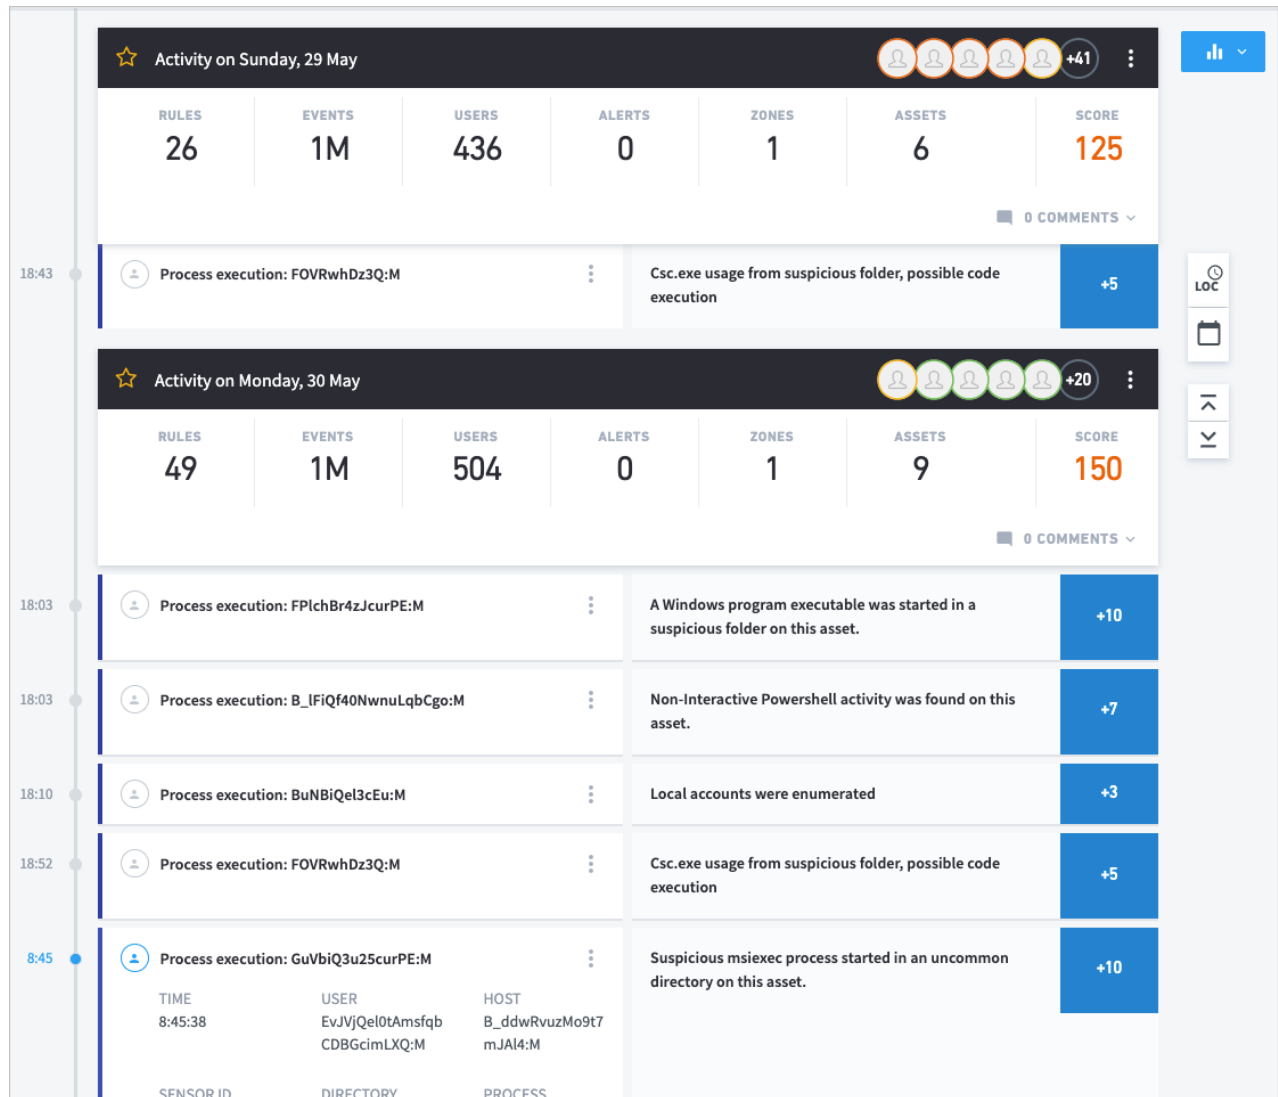 Activity on Sunday, 29 May
+41
RULES EVENTS USERS ALERTS ZONES ASSETS SCORE
26 1M 436 0 1 6 125
0 COMMENTS
18:43 Process execution: FOVRwhDz3Q:M Csc.exe usage from suspicious folder, possible code
execution
+5
LOC
Activity on Monday, 30 May
+20
RULES EVENTS USERS ALERTS ZONES ASSETS SCORE
49 1M 504 0 1 9 150
0 COMMENTS
18:03 Process execution: FPlchBr4zJcurPE:M A Windows program executable was started in a
suspicious folder on this asset.
+10
18:03 Process execution: B_lFiQf40NwnuLqbCgo:M Non-Interactive Powershell activity was found on this
asset.
+7
18:10 Process execution: BuNBiQel3cEu:M Local accounts were enumerated +3
18:52 Process execution: FOVRwhDz3Q:M Csc.exe usage from suspicious folder, possible code
execution
+5
8:45 Process execution: GuVbiQ3u25curPE:M Suspicious msiexec process started in an uncommon
directory on this asset.
+10
TIME USER HOST
8:45:38 EvJVjQel0tAmsfqb B_ddwRvuzMo9t7
CDBGcimLXQ:M mJAl4:M
SENSOR ID DIRECTORY PROCESS